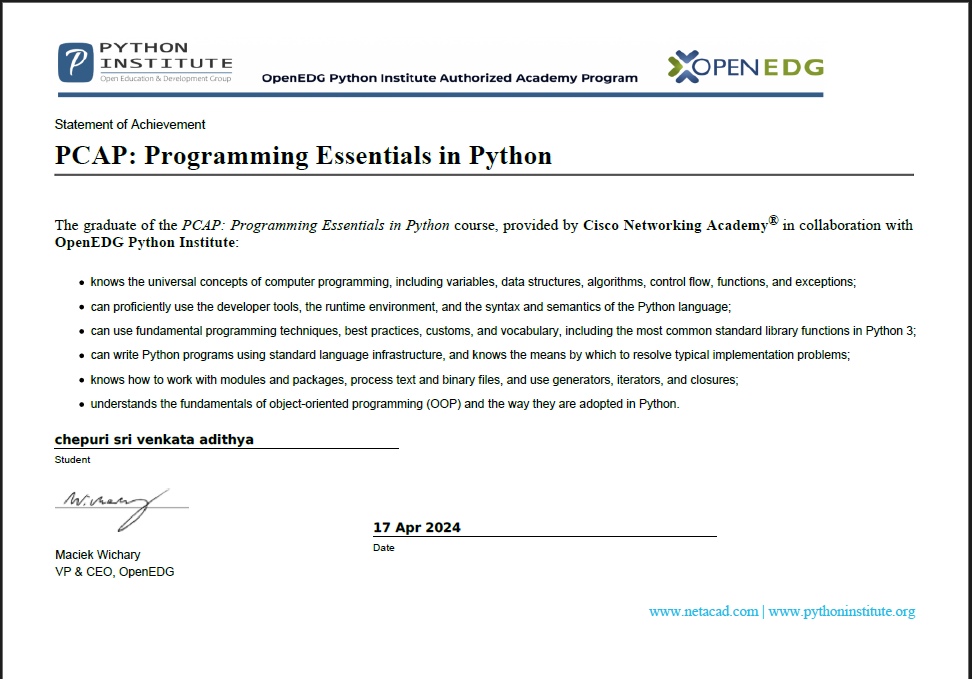 PYTHON
INSTITUTE
Open Education & Development Group
OpenEDG Python Institute Authorized Academy Program
OPENEDG
Statement of Achievement
PCAP: Programming Essentials in Python
The graduate of the PCAP: Programming Essentials in Python course, provided by Cisco Networking Academy® in collaboration with
OpenEDG Python Institute:
• knows the universal concepts of computer programming, including variables, data structures, algorithms, control flow, functions, and exceptions;
• can proficiently use the developer tools, the runtime environment, and the syntax and semantics of the Python language;
• can use fundamental programming techniques, best practices, customs, and vocabulary, including the most common standard library functions in Python 3;
• can write Python programs using standard language infrastructure, and knows the means by which to resolve typical implementation problems;
• knows how to work with modules and packages, process text and binary files, and use generators, iterators, and closures;
• understands the fundamentals of object-oriented programming (OOP) and the way they are adopted in Python.
chepuri sri venkata adithya
Student
17 Apr 2024
Date
Maciek Wichary
VP & CEO, OpenEDG
www.netacad.com | www.pythoninstitute.org